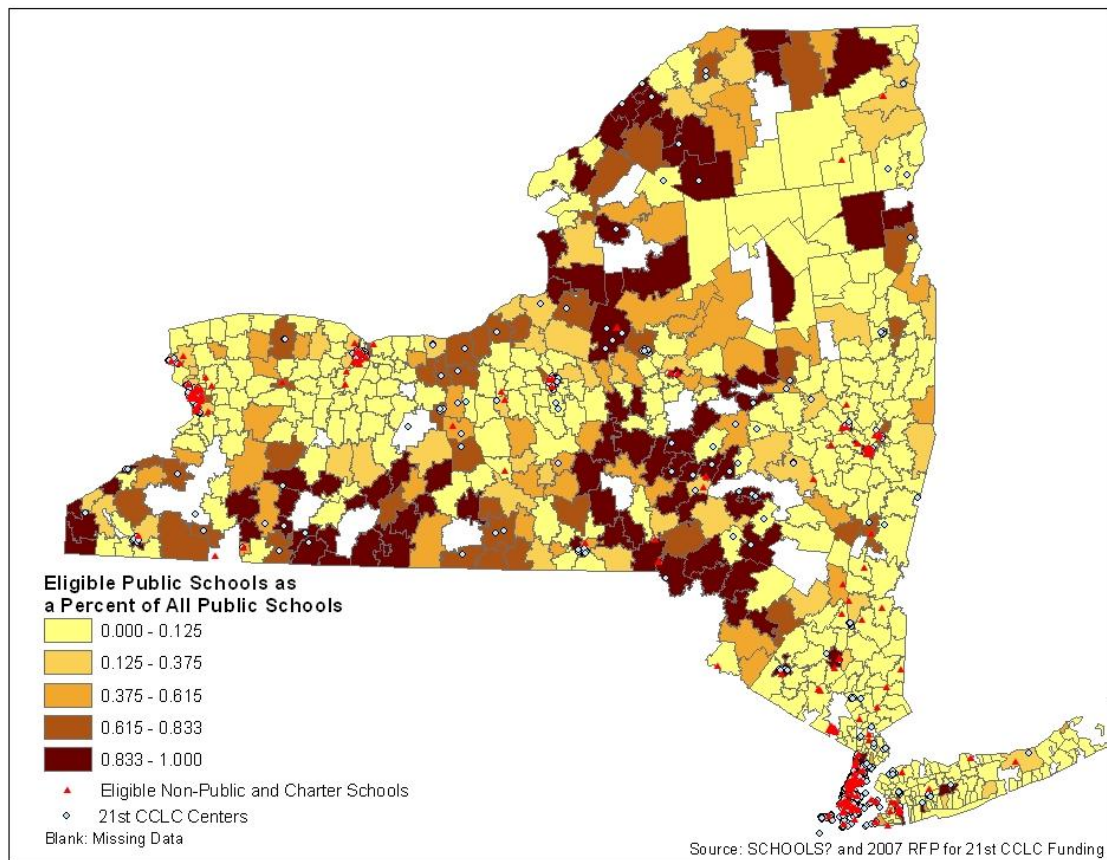 Eligible Public Schools as
a Percent of All Public Schools
0.000 - 0.125
0.125 - 0.375
0.375 - 0.615
0.615 - 0.833
0.833 - 1.000
Eligible Non-Public and Charter Schools
21st CCLC Centers
Blank: Missing Data
Source: SCHOOLS? and 2007 RFP for 21st CCLC Funding